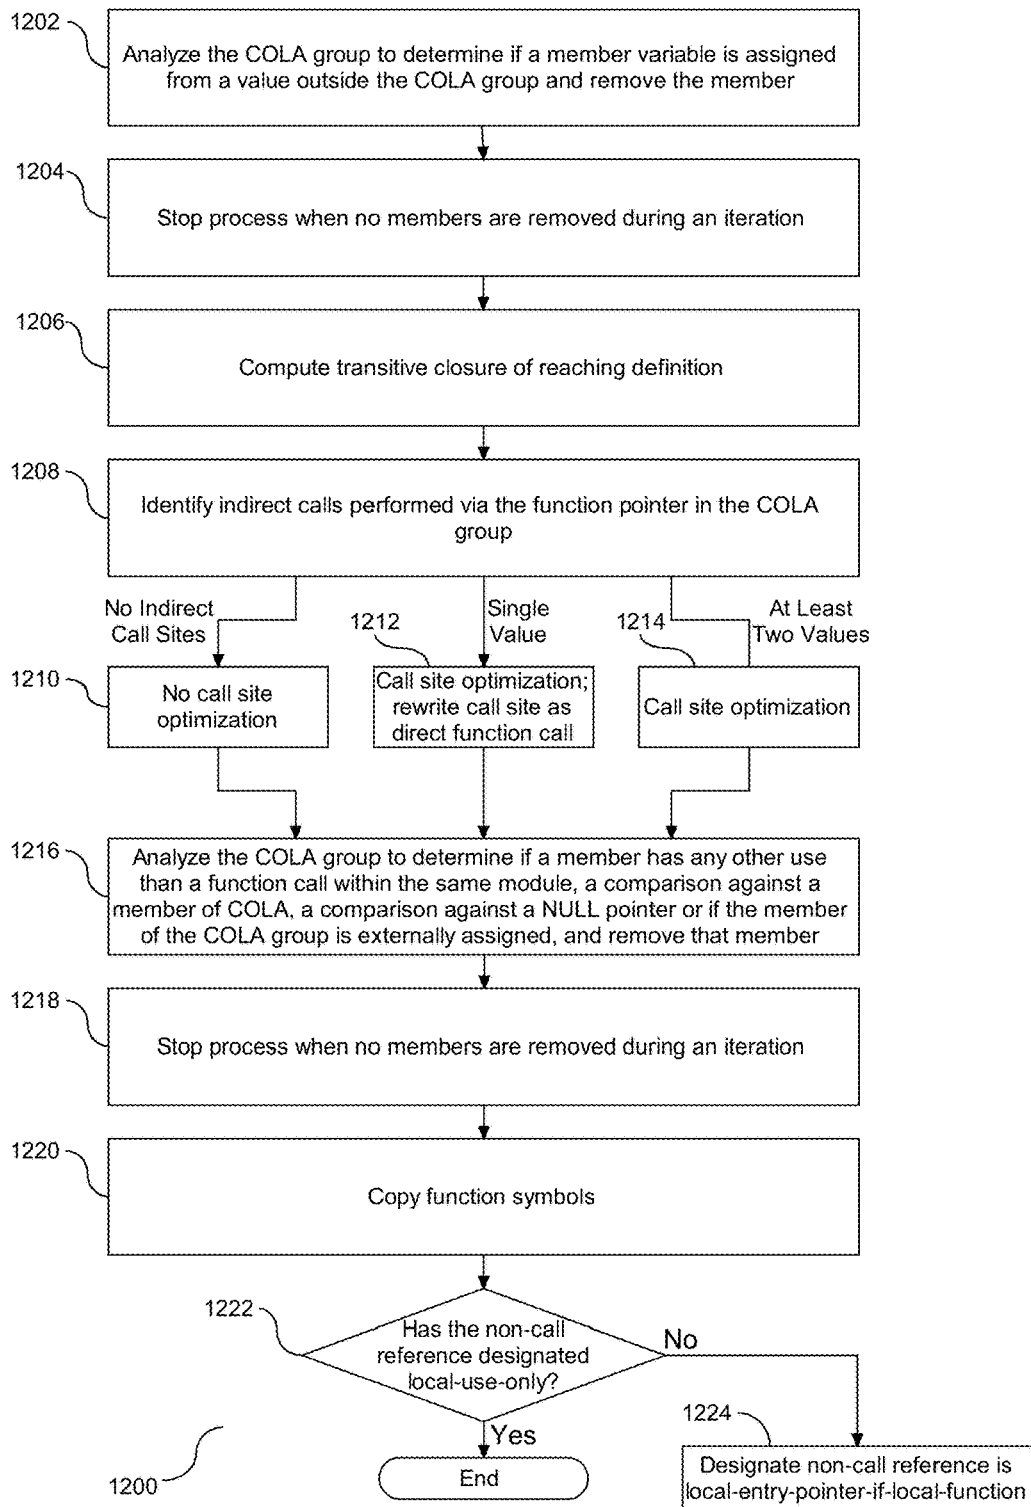 1202
Analyze the COLA group to determine if a member variable is assigned
from a value outside the COLA group and remove the member
1204
Stop process when no members are removed during an iteration
1206
Compute transitive closure of reaching definition
1208
Identify indirect calls performed via the function pointer in the COLA
group
No Indirect
Call Sites
1212
Single
Value
1214
At Least
Two Values
1210
No call site
optimization
Call site optimization;
rewrite call site as
direct function call
Call site optimization
1216
Analyze the COLA group to determine if a member has any other use
than a function call within the same module, a comparison against a
member of COLA, a comparison against a NULL pointer or if the member
of the COLA group is externally assigned, and remove that member
1218
Stop process when no members are removed during an iteration
1220
Copy function symbols
1222
Has the non-call
reference designated
local-use-only?
No
Yes
1224
Designate non-call reference is
local-entry-pointer-if-local-function
End
1200